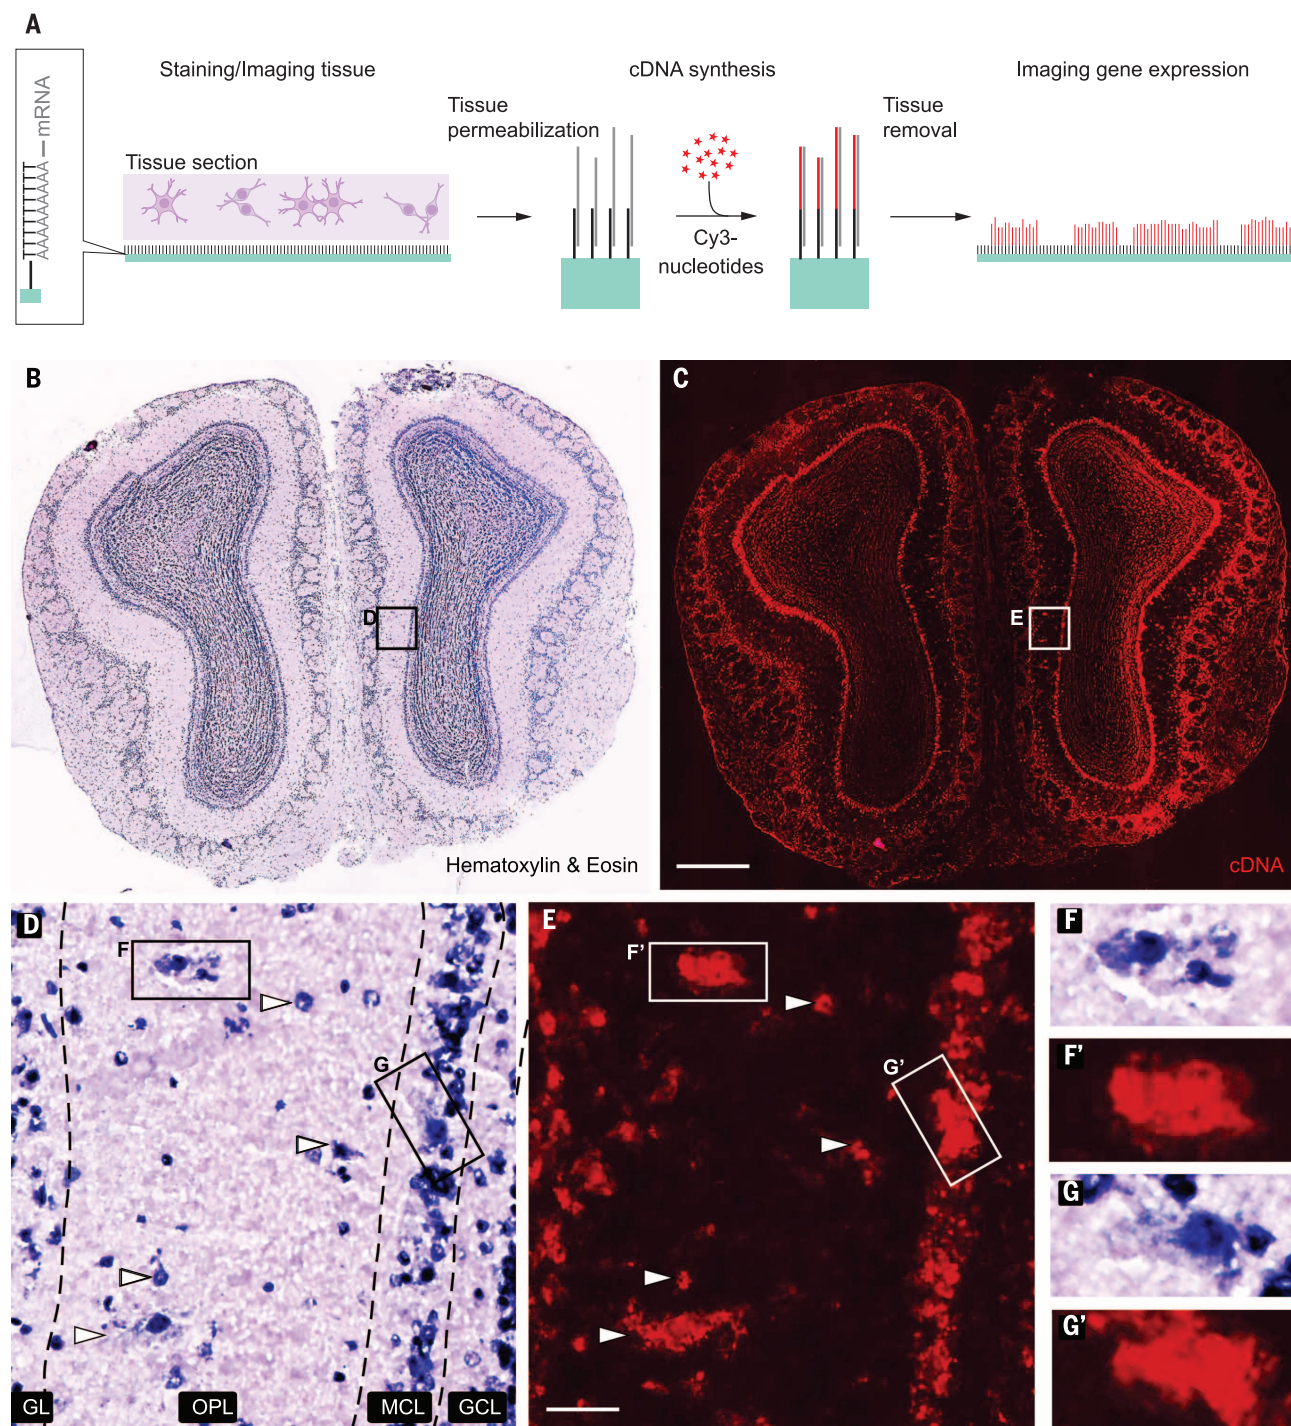 A
Staining/Imaging tissue
cDNA synthesis
Imaging gene expression
TTTTTTTTT
AAAAAAAAA — mRNA
Tissue section
Tissue
permeabilization
Cy3-
nucleotides
Tissue
removal
B
D
Hematoxylin & Eosin
C
E
cDNA
D
F
G
GL
OPL
MCL
GCL
E
F'
G'
F
F'
G
G'